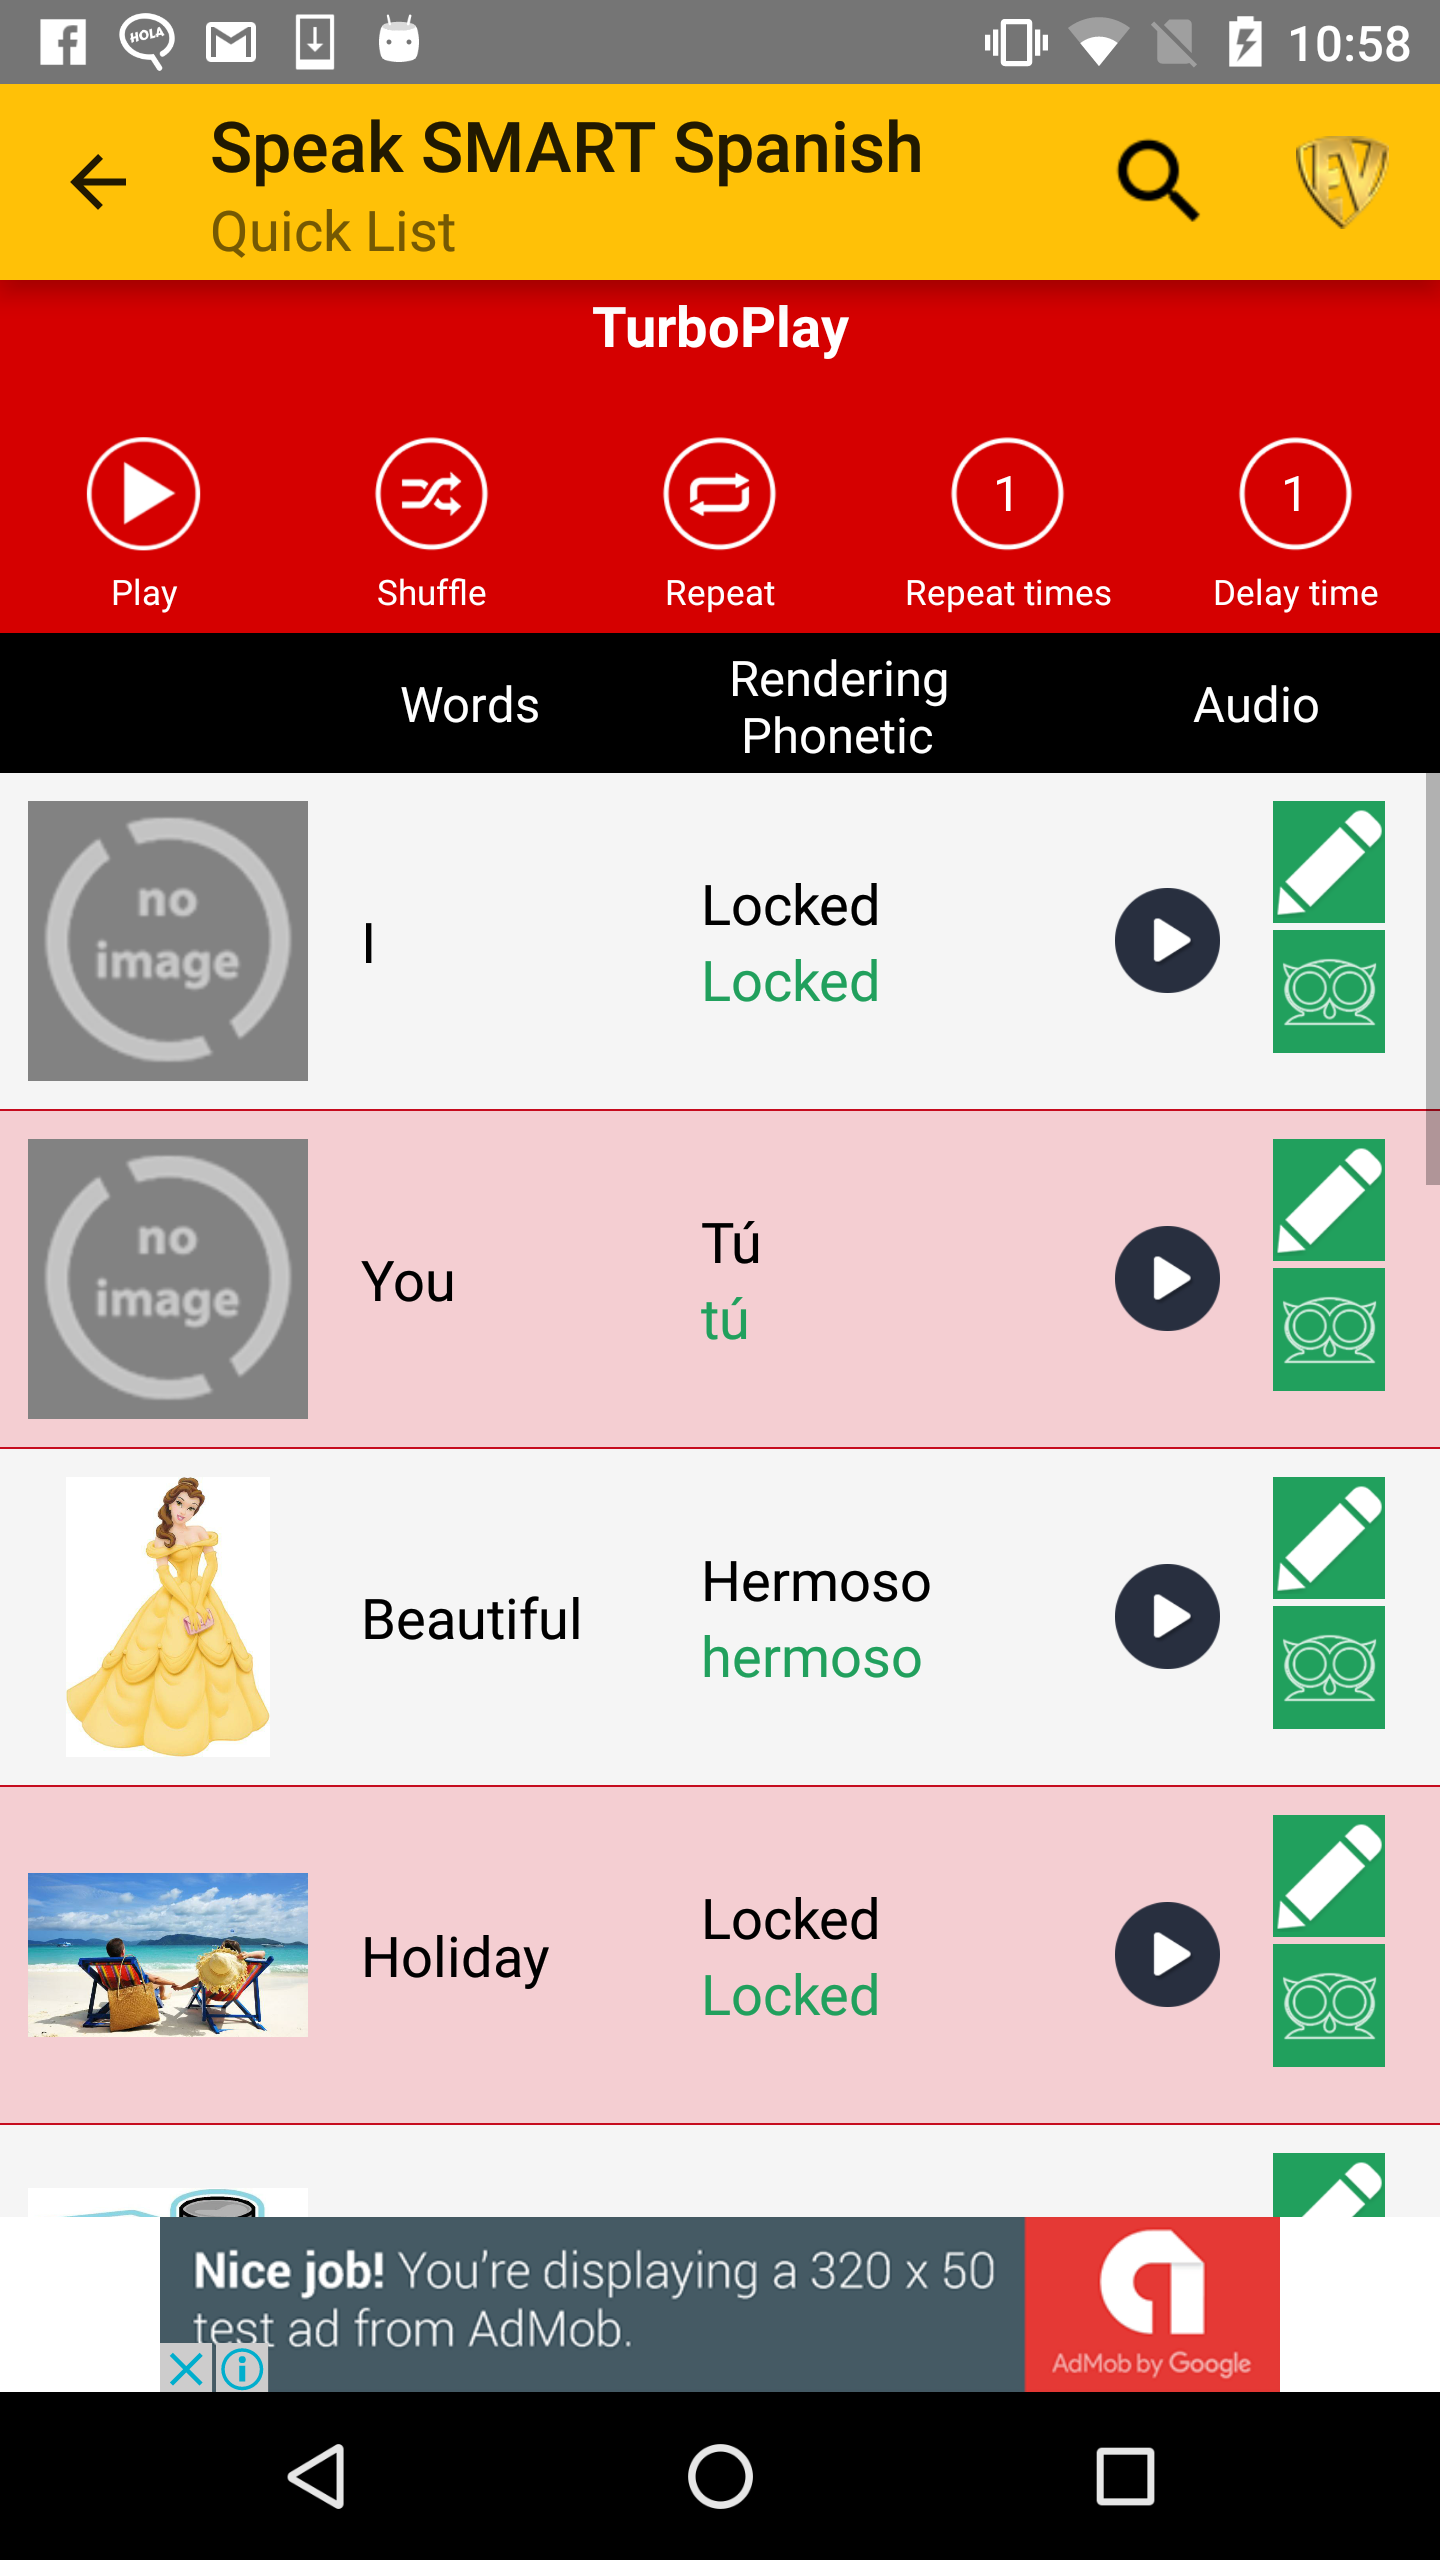 HOLA
10:58
Speak SMART Spanish
EV
Quick List
TurboPlay
1
1
Play
Shuffle
Repeat
Repeat times
Delay time
Words
Rendering
Phonetic
Audio
no
image
I
Locked
Locked
no
image
You
Tú
tú
Beautiful
Hermoso
hermoso
Holiday
Locked
Locked
Nice job! You're displaying a 320 x 50
test ad from AdMob.
AdMob by Google